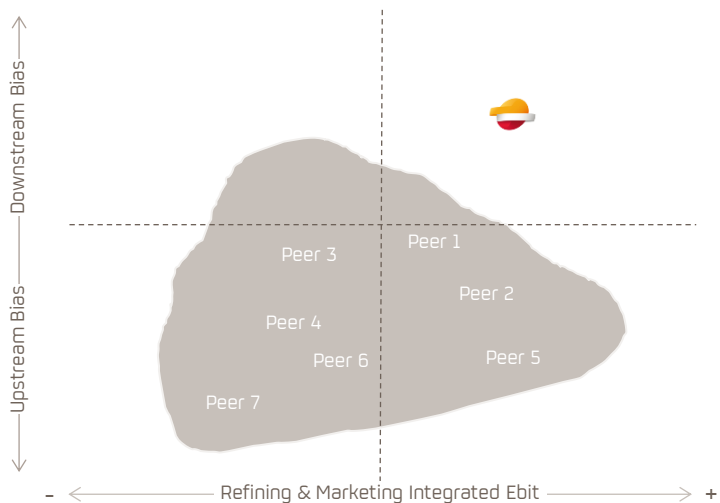 Downstream Bias
Upstream Bias
Peer 1
Peer 3
Peer 2
Peer 4
Peer 5
Peer 6
Peer 7
- Refining & Marketing Integrated Ebit +